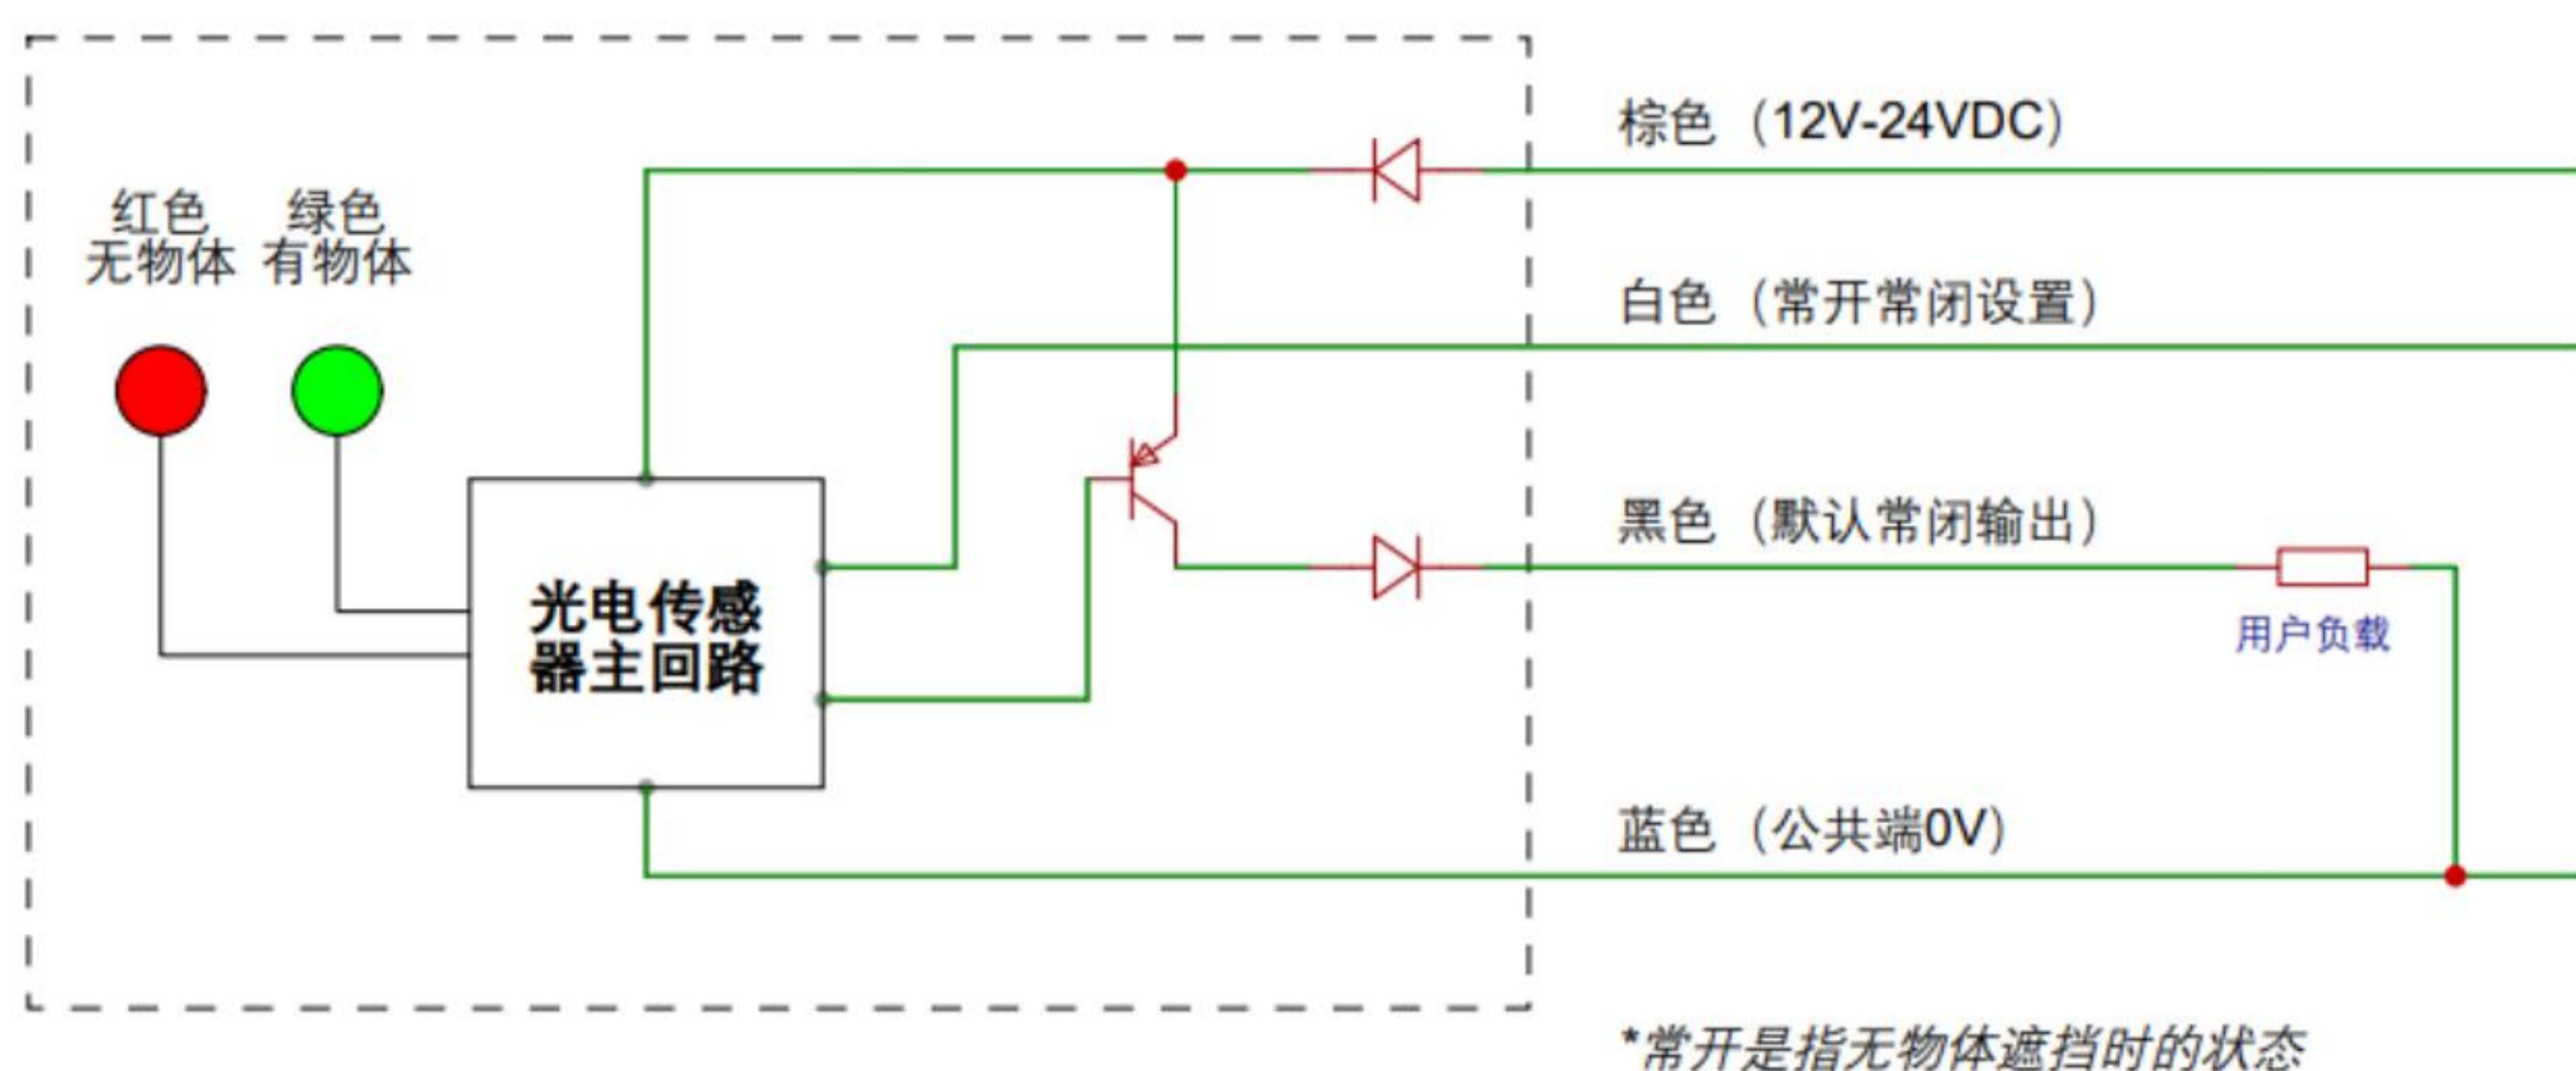 棕色（12V-24VDC）
红色
无物体
绿色
有物体
白色（常开常闭设置）
黑色（默认常闭输出）
光电传感
器主回路
用户负载
蓝色（公共端0V）
*常开是指无物体遮挡时的状态